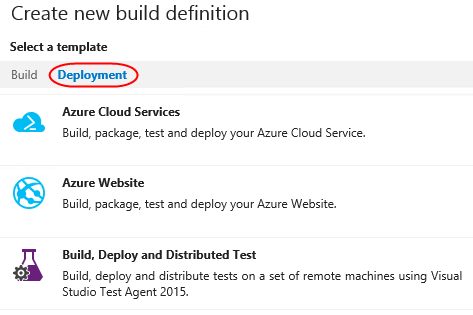 Create new build definition
Select a template
Build Deployment
Azure Cloud Services
Build, package, test and deploy your Azure Cloud Service.
Azure Website
Build, package, test and deploy your Azure Website.
Build, Deploy and Distributed Test
Build, deploy and distribute tests on a set of remote machines using Visual
Studio Test Agent 2015.